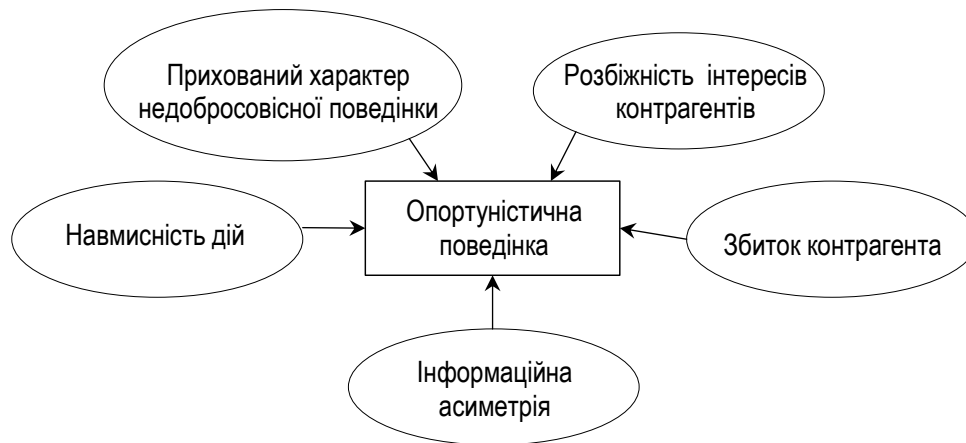 Прихований характер
недобросовісної поведінки
Розбіжність інтересів
контрагентів
Навмисність дій
Опортуністична
поведінка
Збиток контрагента
Інформаційна
асиметрія